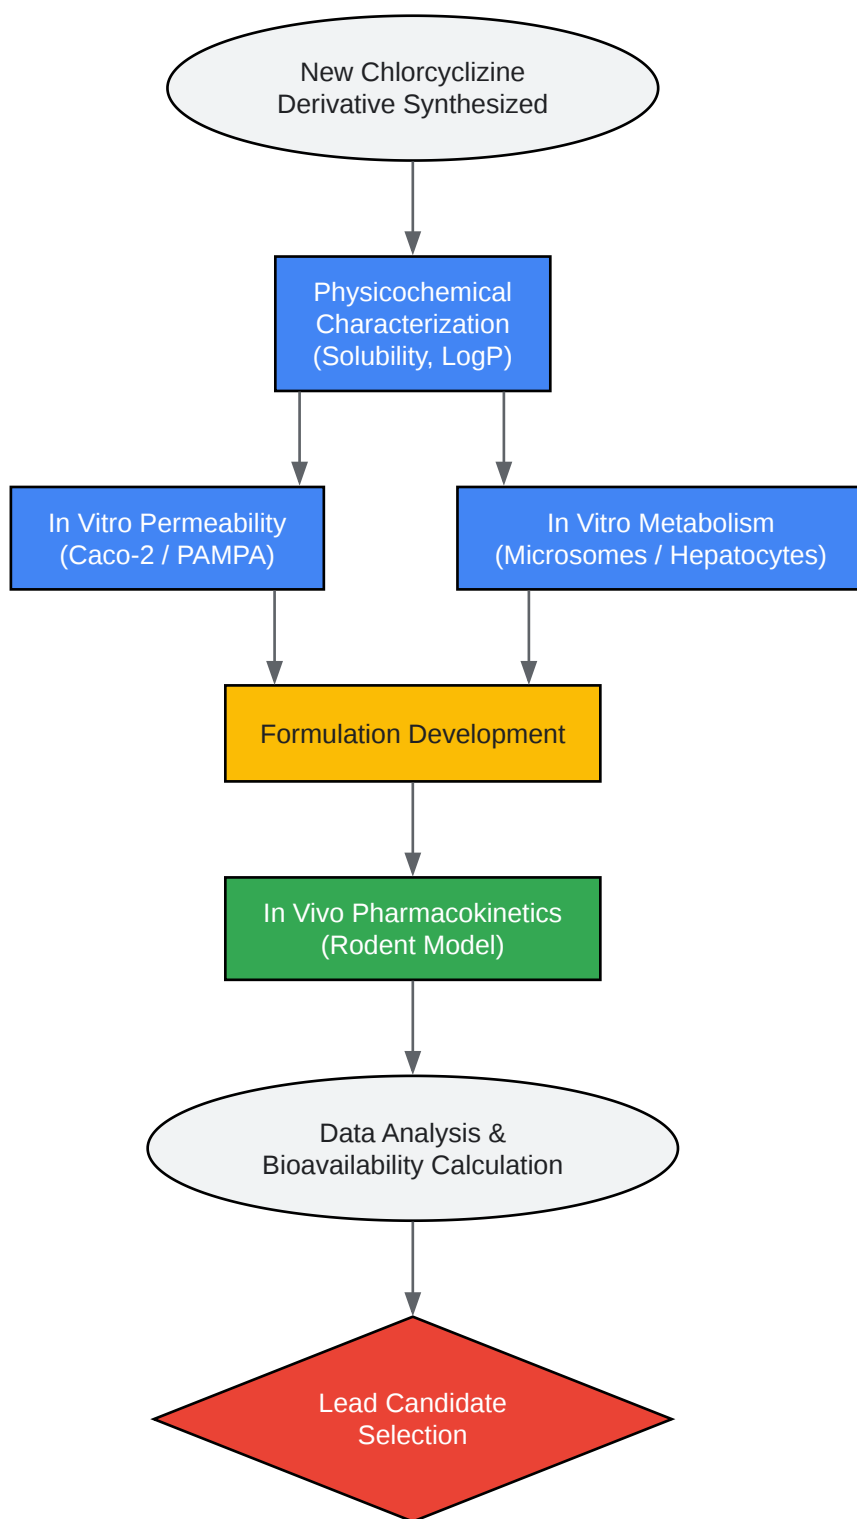 New Chlorcyclizine
Derivative Synthesized
Physicochemical
Characterization
(Solubility, LogP)
In Vitro Permeability
(Caco-2 / PAMPA)
In Vitro Metabolism
(Microsomes / Hepatocytes)
Formulation Development
In Vivo Pharmacokinetics
(Rodent Model)
Data Analysis &
Bioavailability Calculation
Lead Candidate
Selection